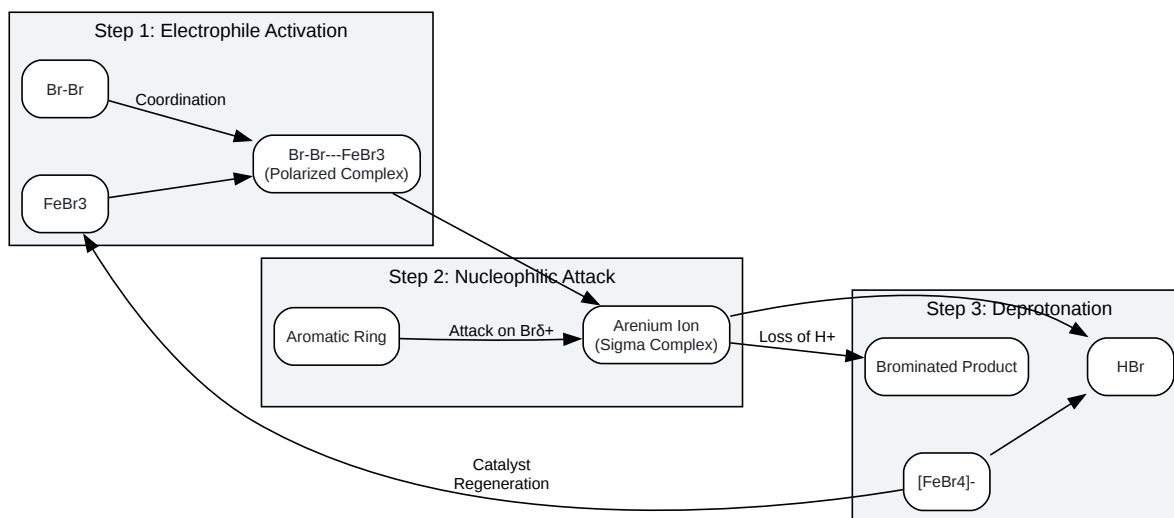 Step 1: Electrophile Activation
Br-Br
Coordination
Br-Br---FeBr3
(Polarized Complex)
FeBr3
Step 2: Nucleophilic Attack
Aromatic Ring
Attack on Brδ+
Arenium Ion
(Sigma Complex)
Loss of H+
Step 3: Deprotonation
Brominated Product
HBr
[FeBr4]-
Catalyst
Regeneration